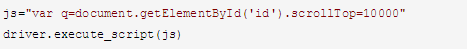 js="var q=document.getElementById('id').scrollTop=10000"
driver.execute_script(js)